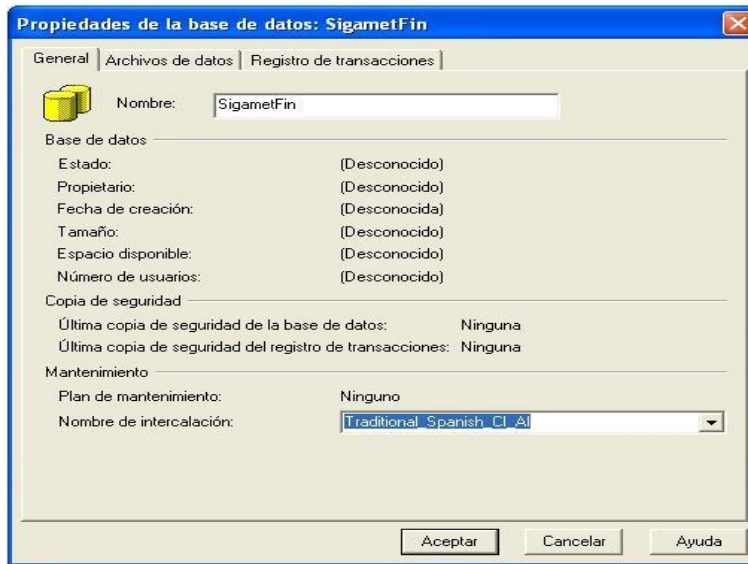 Propiedades de la base de datos: SigametFin
General Archivos de datos Registro de transacciones
Nombre: SigametFin
Base de datos
Estado: (Desconocido)
Propietario: (Desconocido)
Fecha de creación: (Desconocida)
Tamaño: (Desconocido)
Espacio disponible: (Desconocido)
Número de usuarios: (Desconocido)
Copia de seguridad
Última copia de seguridad de la base de datos: Ninguna
Última copia de seguridad del registro de transacciones: Ninguna
Mantenimiento
Plan de mantenimiento: Ninguno
Nombre de intercalación: Traditional_Spanish_CI_AI
Aceptar Cancelar Ayuda